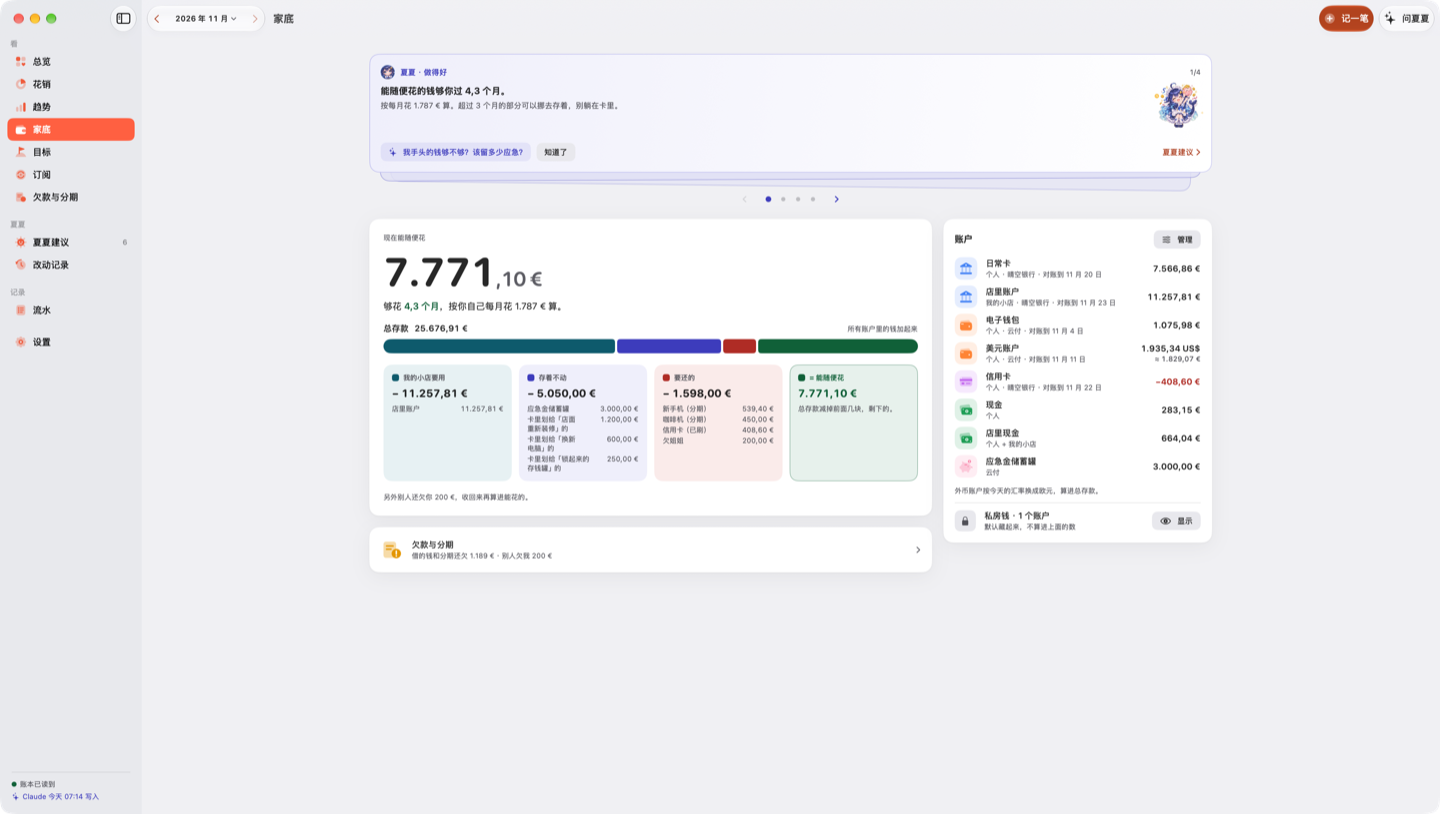 2026 年 11 月
家底
记一笔
问夏夏
看
总览
花销
趋势
家底
目标
订阅
欠款与分期
夏夏
夏夏建议
6
改动记录
记录
流水
设置
账本已读到
Claude 今天 07:14 写入
夏夏 · 做得好
1/4
能随便花的钱够你过 4,3 个月。
按每月花 1.787 € 算。超过 3 个月的部分可以挪去存着，别躺在卡里。
我手头的钱够不够？该留多少应急？
知道了
夏夏建议
现在能随便花
7.771,10 €
够花 4,3 个月，按你自己每月花 1.787 € 算。
总存款 25.676,91 €
所有账户里的钱加起来
我的小店要用
− 11.257,81 €
店里账户 11.257,81 €
存着不动
− 5.050,00 €
应急金储蓄罐 3.000,00 €
卡里划给「店面 1.200,00 €
重新装修」的
卡里划给「换新 600,00 €
电脑」的
卡里划给「锁起来的 250,00 €
存钱罐」的
要还的
− 1.598,00 €
新手机（分期） 539,40 €
咖啡机（分期） 450,00 €
信用卡（已刷） 408,60 €
欠姐姐 200,00 €
= 能随便花
7.771,10 €
总存款减掉前面几块，剩下的。
另外别人还欠你 200 €，收回来再算进能花的。
欠款与分期
借的钱和分期还欠 1.189 € · 别人欠我 200 €
账户
管理
日常卡
个人 · 晴空银行 · 对账到 11 月 20 日
7.566,86 €
店里账户
我的小店 · 晴空银行 · 对账到 11 月 23 日
11.257,81 €
电子钱包
个人 · 云付 · 对账到 11 月 4 日
1.075,98 €
美元账户
个人 · 云付 · 对账到 11 月 11 日
1.935,34 US$
≈ 1.829,07 €
信用卡
个人 · 晴空银行 · 对账到 11 月 22 日
−408,60 €
现金
个人
283,15 €
店里现金
个人 + 我的小店
664,04 €
应急金储蓄罐
云付
3.000,00 €
外币账户按今天的汇率换成欧元，算进总存款。
私房钱 · 1 个账户
默认藏起来，不算进上面的数
显示